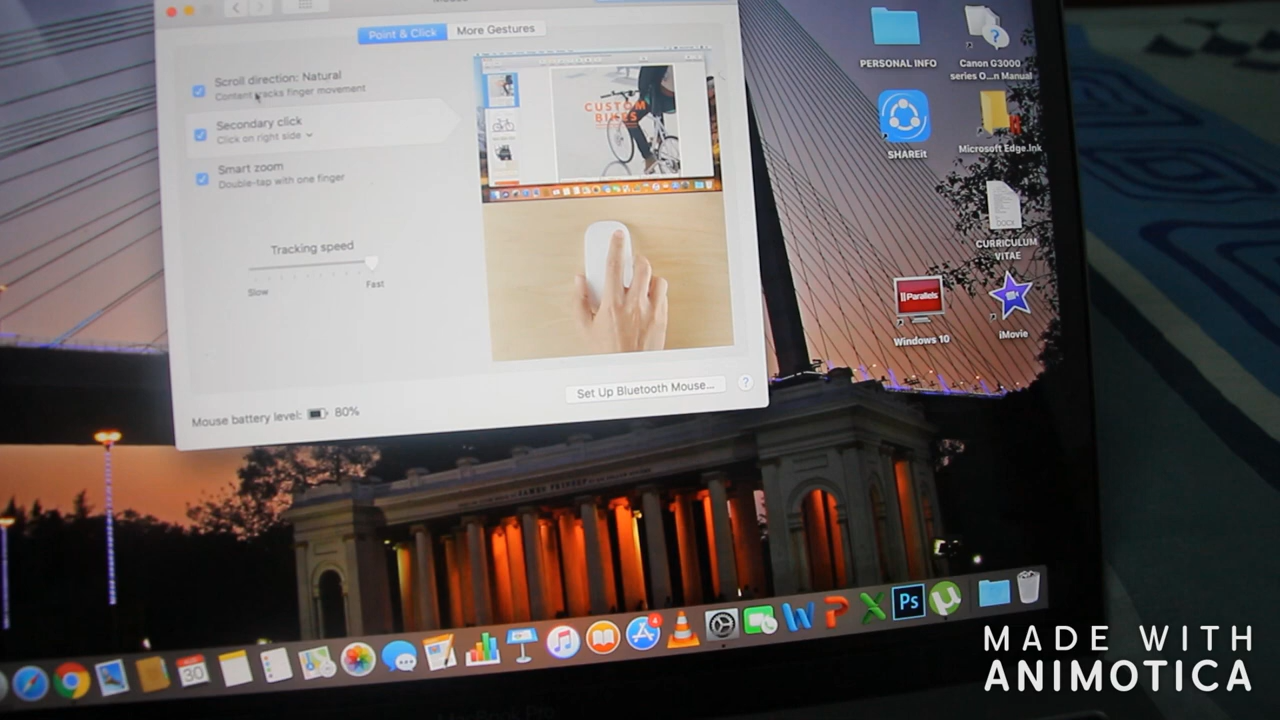 Point & Click
More Gestures
Scroll direction: Natural
Content tracks finger movement
Secondary click
Click on right side
Smart zoom
Double-tap with one finger
Tracking speed
Slow
Fast
CUSTOM
BIKES
Set Up Bluetooth Mouse...
?
Mouse battery level:
80%
PERSONAL INFO
?
Canon G3000
series O...n Manual
SHAREit
Microsoft Edge.lnk
DOCX
CURRICULUM
VITAE
Parallels
Windows 10
iMovie
30
4
W
P
X
Ps
µ
MADE WITH
ANIMOTICA